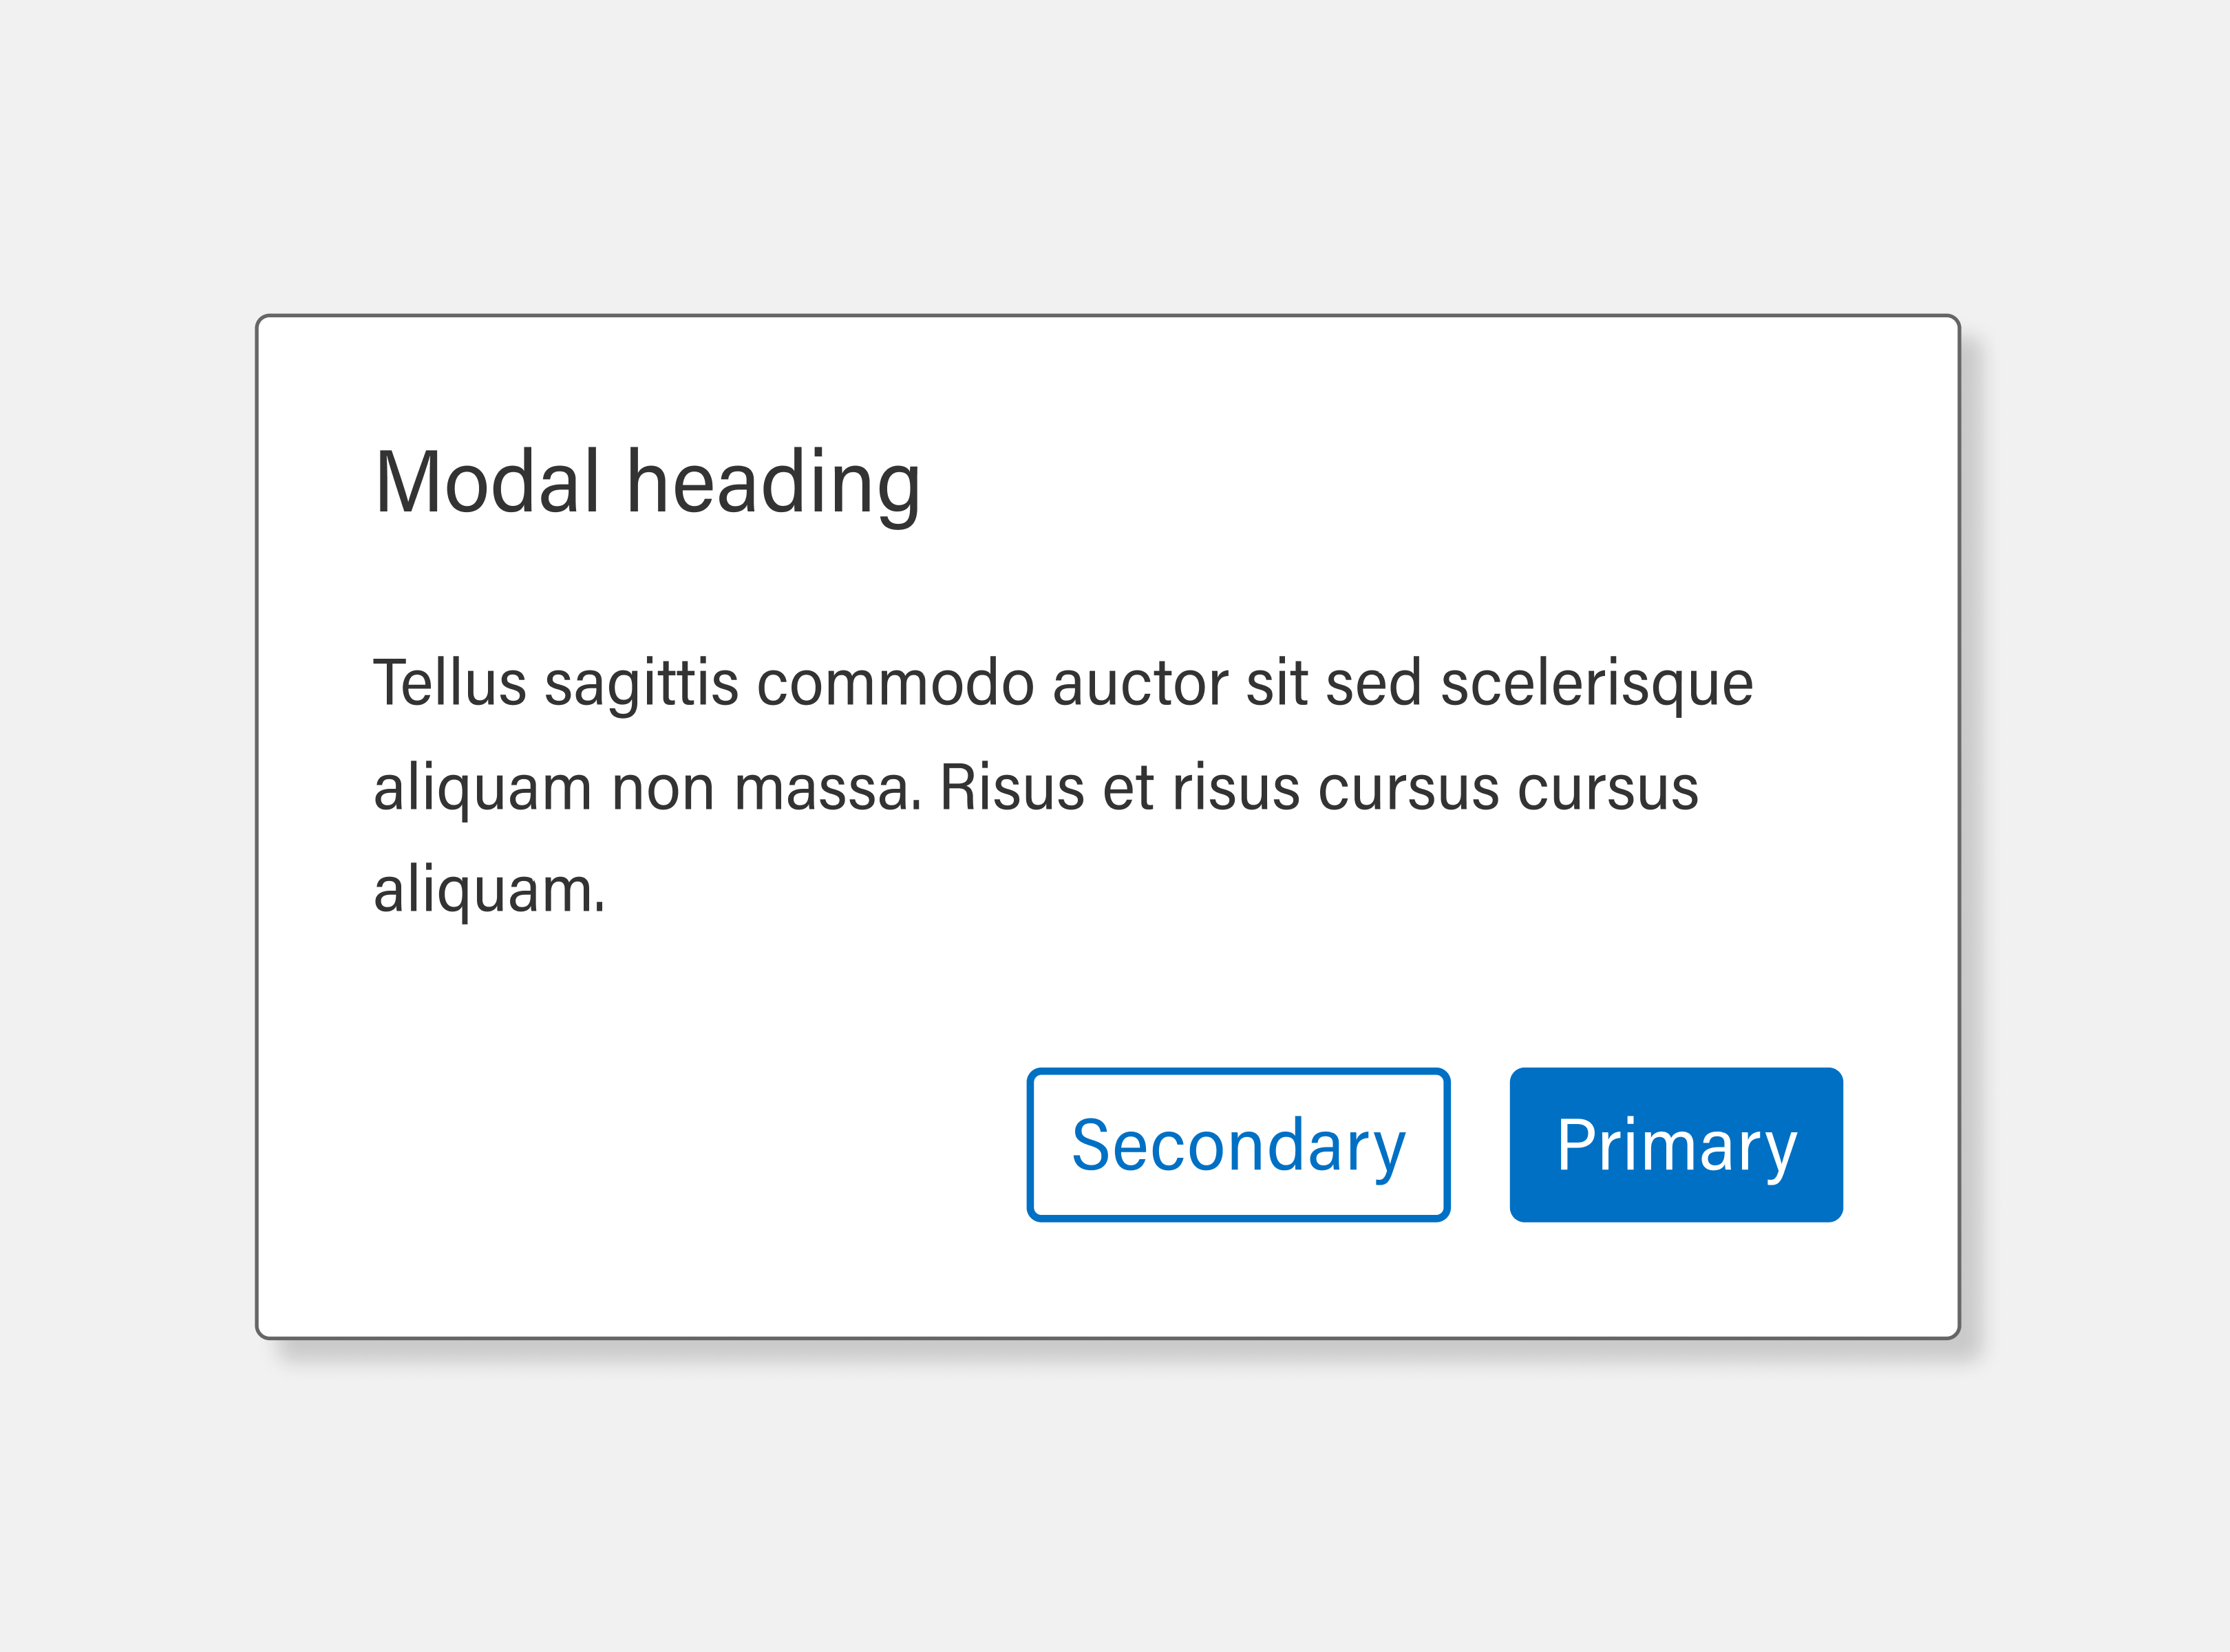 Modal heading
Tellus sagittis commodo auctor sit sed scelerisque
aliquam non massa. Risus et risus cursus cursus
aliquam.
Secondary Primary